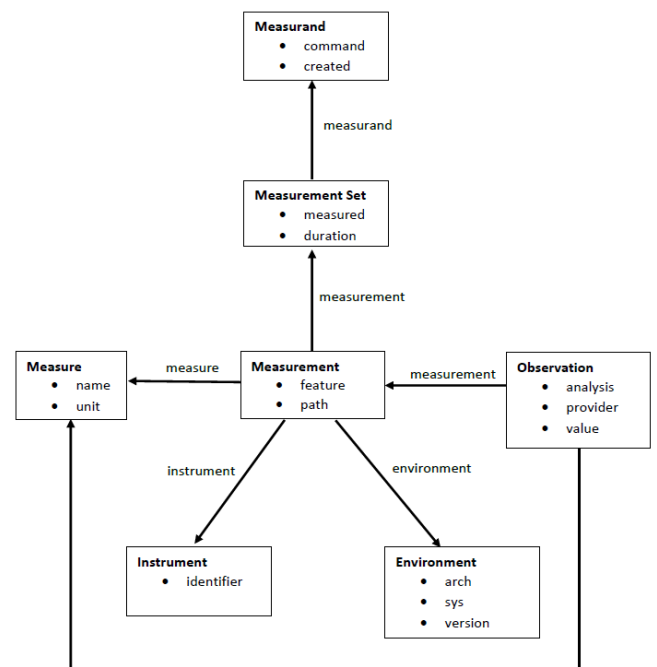 Measurand
• command
• created
measurand
Measurement Set
• measured
• duration
measurement
Measure
• name
• unit
measure
Measurement
• feature
• path
measurement
Observation
• analysis
• provider
• value
instrument
environment
Instrument
• identifier
Environment
• arch
• sys
• version